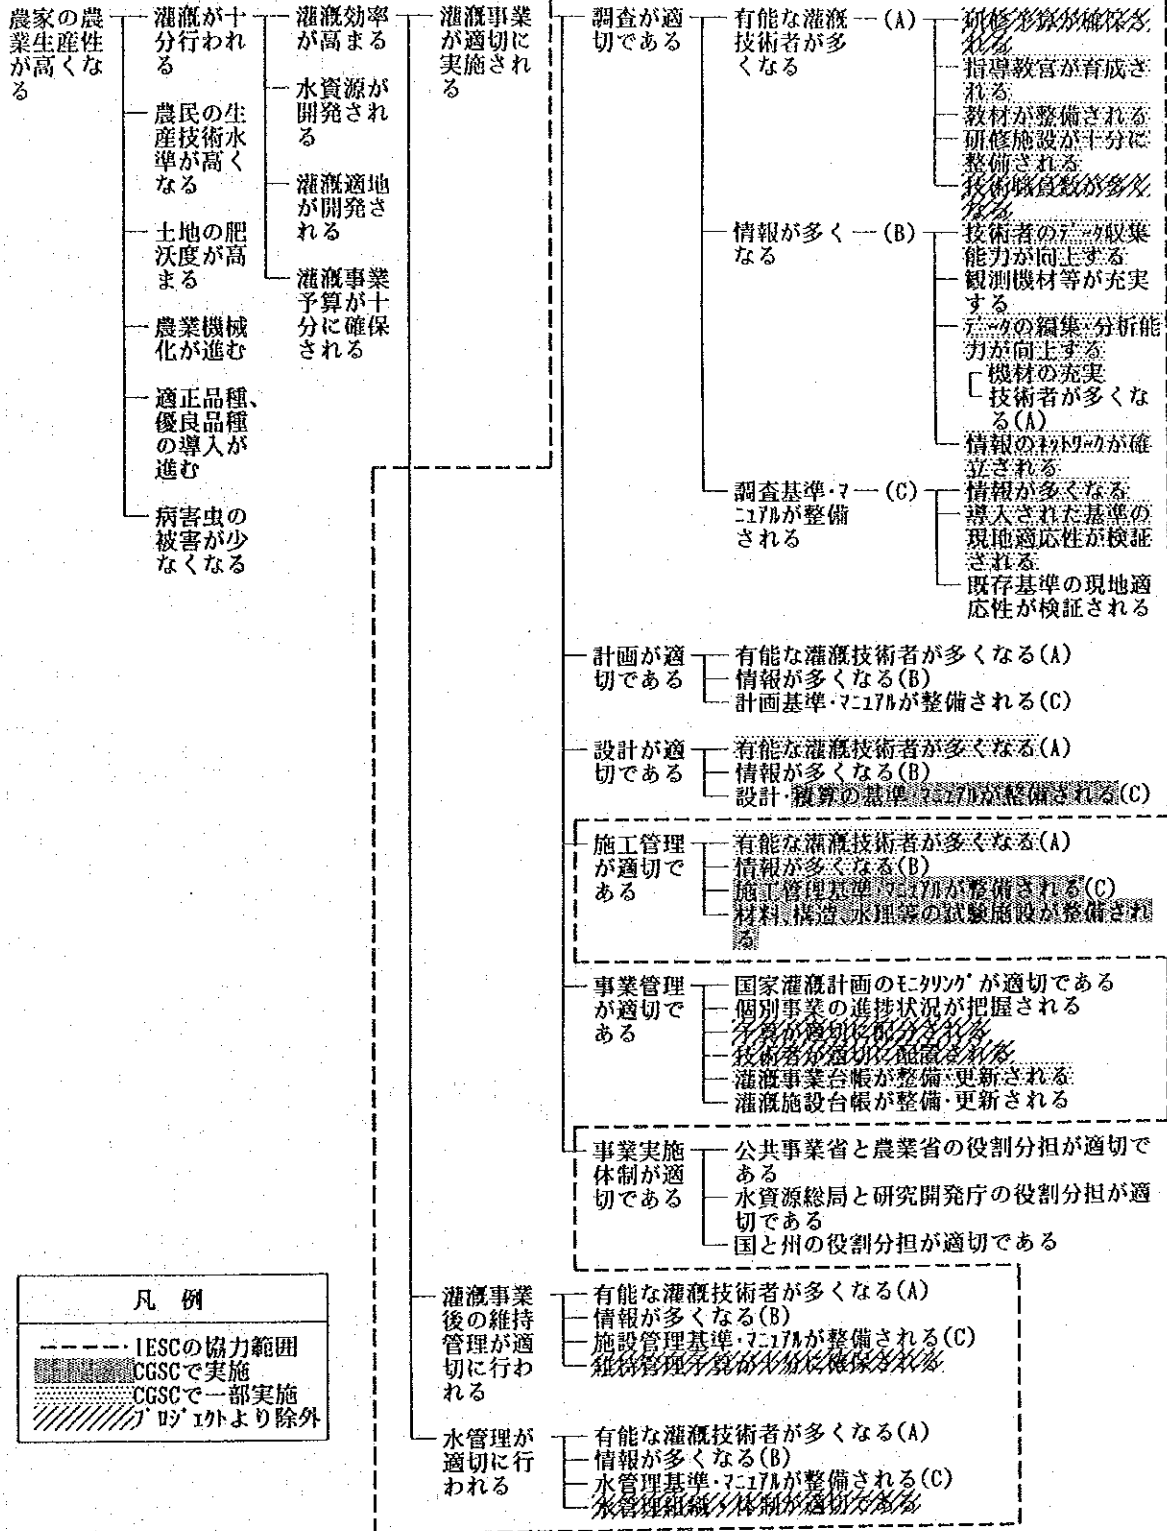 農家の農
業生産性
が高くな
る
灌漑が十
分行われ
る
農民の生
産技術水
準が高く
なる
土地の肥
沃度が高
まる
農業機械
化が進む
適正品種、
優良品種
の導入が
進む
病害虫の
被害が少
なくなる
灌漑効率
が高まる
水資源が
開発され
る
灌漑適地
が開発さ
れる
灌漑事業
予算が十
分に確保
される
灌漑事業
が適切に
実施され
る
調査が適
切である
有能な灌漑
技術者が多
くなる
(A)
研修予算が確保さ
れる
指導教官が育成さ
れる
教材が整備される
研修施設が十分に
整備される
技術職員数が多く
なる
情報が多く
なる
(B)
技術者のデータ収集
能力が向上する
観測機材等が充実
する
データの編集・分析能
力が向上する
機材の充実
技術者が多くな
る(A)
情報のネットワークが確
立される
調査基準・マ
ニュアルが整備
される
(C)
情報が多くなる
導入された基準の
現地適応性が検証
される
既存基準の現地適
応性が検証される
計画が適
切である
有能な灌漑技術者が多くなる(A)
情報が多くなる(B)
計画基準・マニュアルが整備される(C)
設計が適
切である
有能な灌漑技術者が多くなる(A)
情報が多くなる(B)
設計・積算の基準・マニュアルが整備される(C)
施工管理
が適切で
ある
有能な灌漑技術者が多くなる(A)
情報が多くなる(B)
施工管理基準・マニュアルが整備される(C)
材料、構造、水理等の試験施設が整備され
る
事業管理
が適切で
ある
国家灌漑計画のモニタリングが適切である
個別事業の進捗状況が把握される
予算が適切に配分される
技術者が適切に配置される
灌漑事業台帳が整備・更新される
灌漑施設台帳が整備・更新される
事業実施
体制が適
切である
公共事業省と農業省の役割分担が適切で
ある
水資源総局と研究開発庁の役割分担が適
切である
国と州の役割分担が適切である
灌漑事業
後の維持
管理が適
切に行わ
れる
有能な灌漑技術者が多くなる(A)
情報が多くなる(B)
施設管理基準・マニュアルが整備される(C)
維持管理予算が十分に確保される
水管理が
適切に行
われる
有能な灌漑技術者が多くなる(A)
情報が多くなる(B)
水管理基準・マニュアルが整備される(C)
水管理組織・体制が適切である
凡 例
IESCの協力範囲
CGSCで実施
CGSCで一部実施
プロジェクトより除外